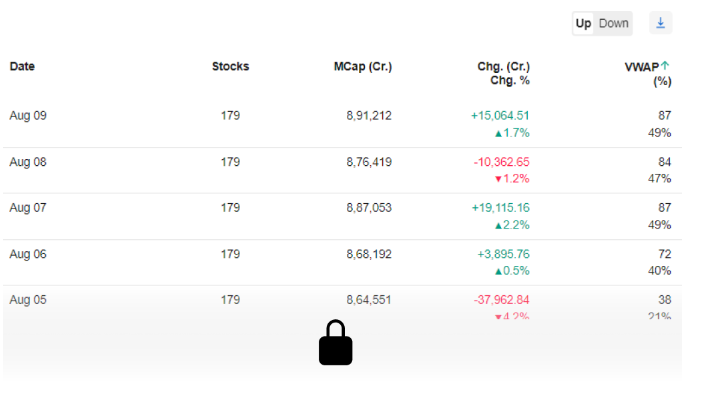 Up Down
Date Stocks MCap (Cr.) Chg. (Cr.) VWAP↑
Chg. % (%)
Aug 09 179 8,91,212 +15,064.51 87
▲1.7% 49%
Aug 08 179 8,76,419 -10,362.65 84
▼1.2% 47%
Aug 07 179 8,87,053 +19,115.16 87
▲2.2% 49%
Aug 06 179 8,68,192 +3,895.76 72
▲0.5% 40%
Aug 05 179 8,64,551 -37,962.84 38
▼4.2% 21%